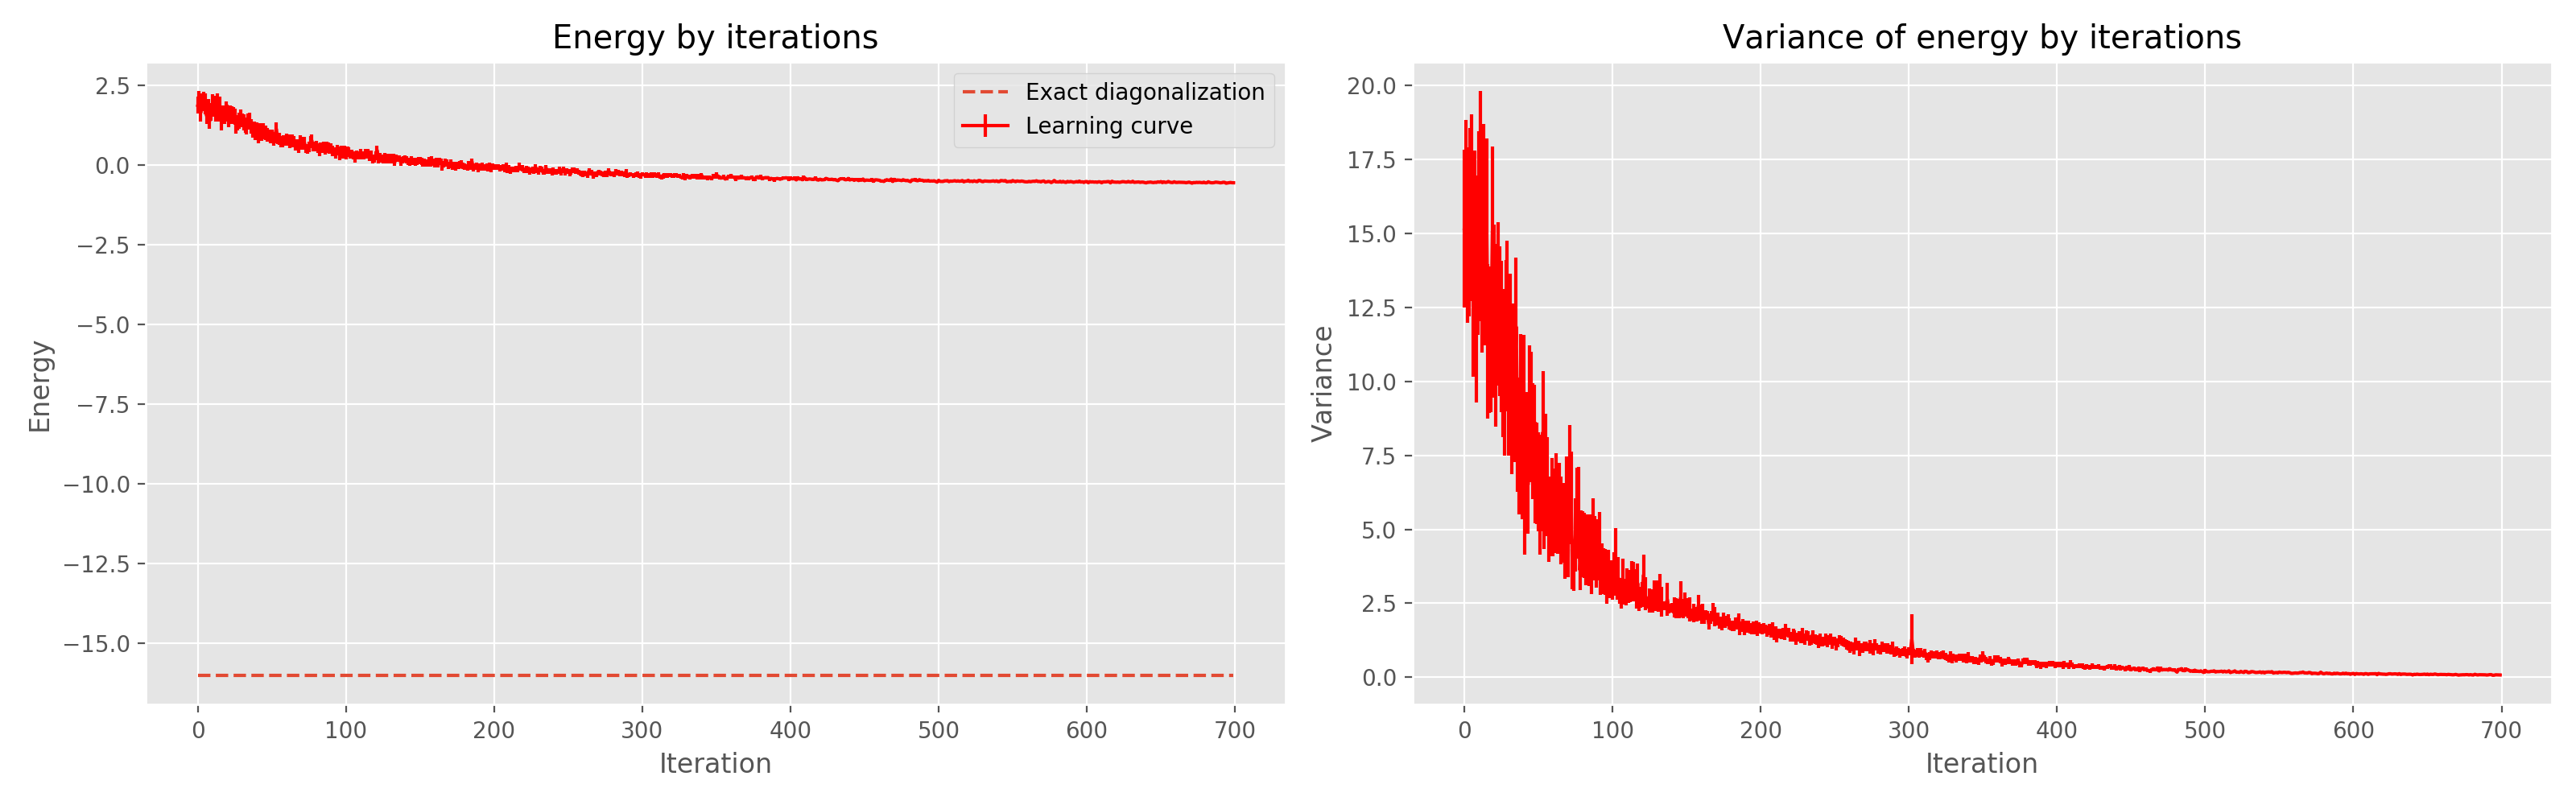 Energy by iterations
2.5
0.0
−2.5
−5.0
−7.5
−10.0
−12.5
−15.0
Energy
Exact diagonalization
Learning curve
0 100 200 300 400 500 600 700
Iteration
Variance of energy by iterations
20.0
17.5
15.0
12.5
10.0
7.5
5.0
2.5
0.0
Variance
0 100 200 300 400 500 600 700
Iteration